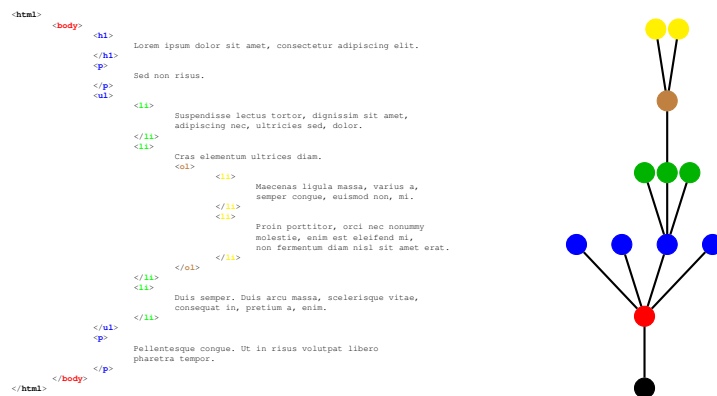 <html>
<body>
<h1>
Lorem ipsum dolor sit amet, consectetur adipiscing elit.
</h1>
<p>
Sed non risus.
</p>
<ul>
<li>
Suspendisse lectus tortor, dignissim sit amet,
adipiscing nec, ultricies sed, dolor.
</li>
<li>
Cras elementum ultrices diam.
<ol>
<li>
Maecenas ligula massa, varius a,
semper congue, euismod non, mi.
</li>
<li>
Proin porttitor, orci nec nonummy
molestie, enim est eleifend mi,
non fermentum diam nisl sit amet erat.
</li>
</ol>
</li>
<li>
Duis semper. Duis arcu massa, scelerisque vitae,
consequat in, pretium a, enim.
</li>
</ul>
<p>
Pellentesque congue. Ut in risus volutpat libero
pharetra tempor.
</p>
</body>
</html>